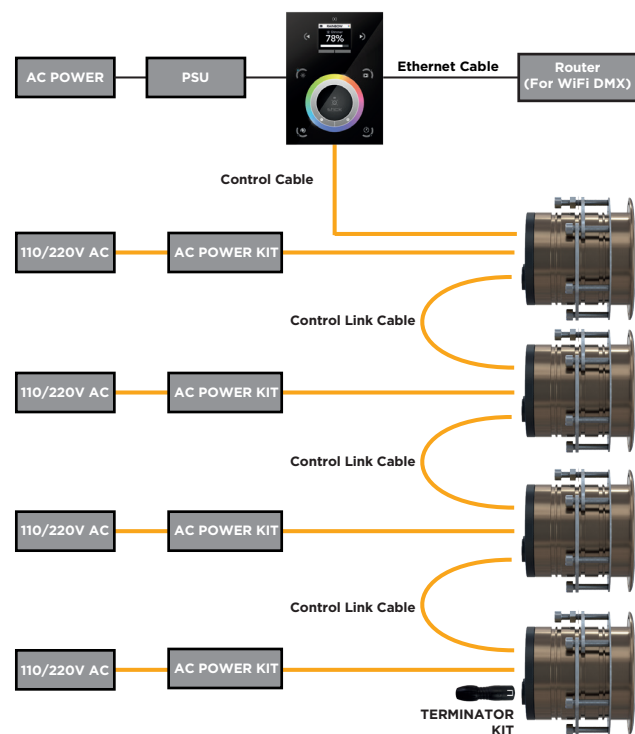 RAINBOW
78%
AC POWER
PSU
Ethernet Cable
Router
(For WiFi DMX)
Control Cable
110/220V AC
AC POWER KIT
Control Link Cable
110/220V AC
AC POWER KIT
Control Link Cable
110/220V AC
AC POWER KIT
Control Link Cable
110/220V AC
AC POWER KIT
TERMINATOR
KIT